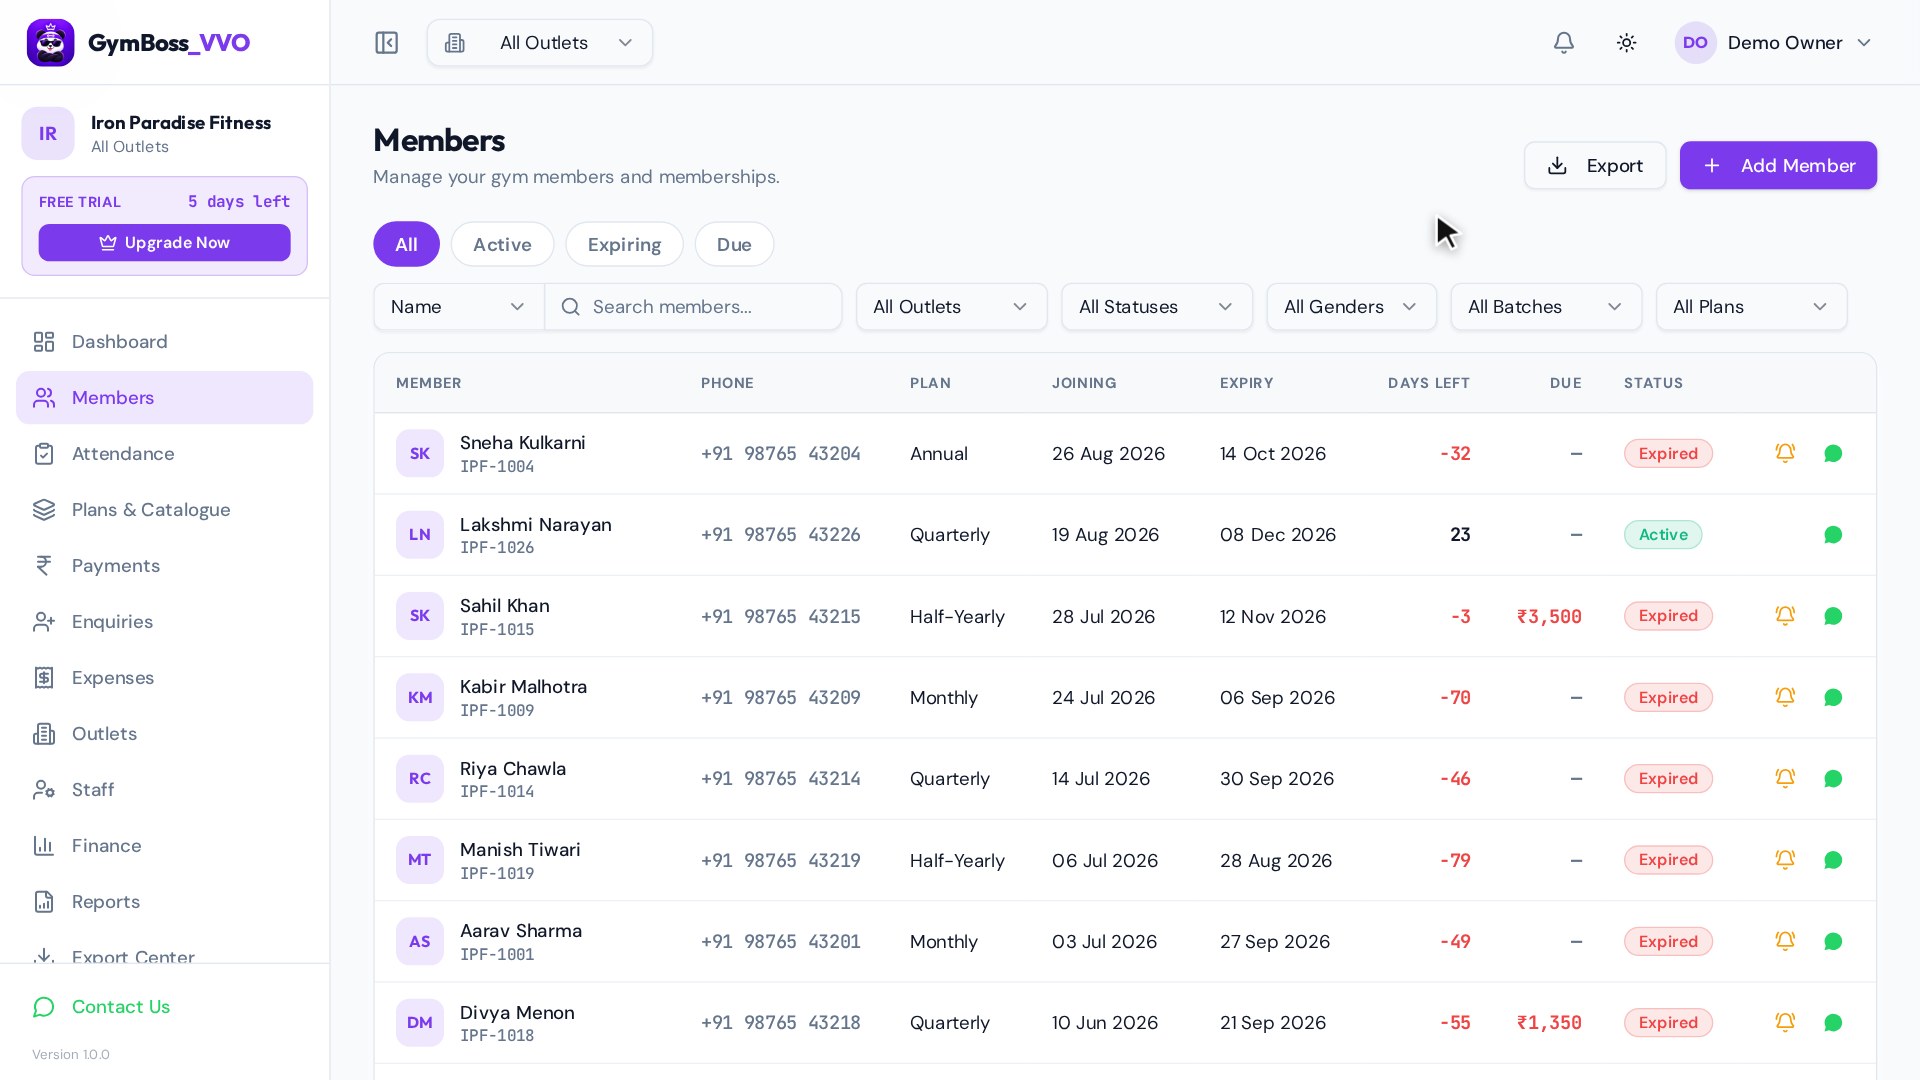 GymBoss_VVO
All Outlets
DO Demo Owner
IR Iron Paradise Fitness
All Outlets
FREE TRIAL 5 days left
Upgrade Now
Dashboard
Members
Attendance
Plans & Catalogue
Payments
Enquiries
Expenses
Outlets
Staff
Finance
Reports
Export Center
Contact Us
Version 1.0.0
Members
Manage your gym members and memberships.
Export
Add Member
All Active Expiring Due
Name Search members... All Outlets All Statuses All Genders All Batches All Plans
MEMBER PHONE PLAN JOINING EXPIRY DAYS LEFT DUE STATUS
SK Sneha Kulkarni IPF-1004 +91 98765 43204 Annual 26 Aug 2026 14 Oct 2026 -32 — Expired
LN Lakshmi Narayan IPF-1026 +91 98765 43226 Quarterly 19 Aug 2026 08 Dec 2026 23 — Active
SK Sahil Khan IPF-1015 +91 98765 43215 Half-Yearly 28 Jul 2026 12 Nov 2026 -3 ₹3,500 Expired
KM Kabir Malhotra IPF-1009 +91 98765 43209 Monthly 24 Jul 2026 06 Sep 2026 -70 — Expired
RC Riya Chawla IPF-1014 +91 98765 43214 Quarterly 14 Jul 2026 30 Sep 2026 -46 — Expired
MT Manish Tiwari IPF-1019 +91 98765 43219 Half-Yearly 06 Jul 2026 28 Aug 2026 -79 — Expired
AS Aarav Sharma IPF-1001 +91 98765 43201 Monthly 03 Jul 2026 27 Sep 2026 -49 — Expired
DM Divya Menon IPF-1018 +91 98765 43218 Quarterly 10 Jun 2026 21 Sep 2026 -55 ₹1,350 Expired